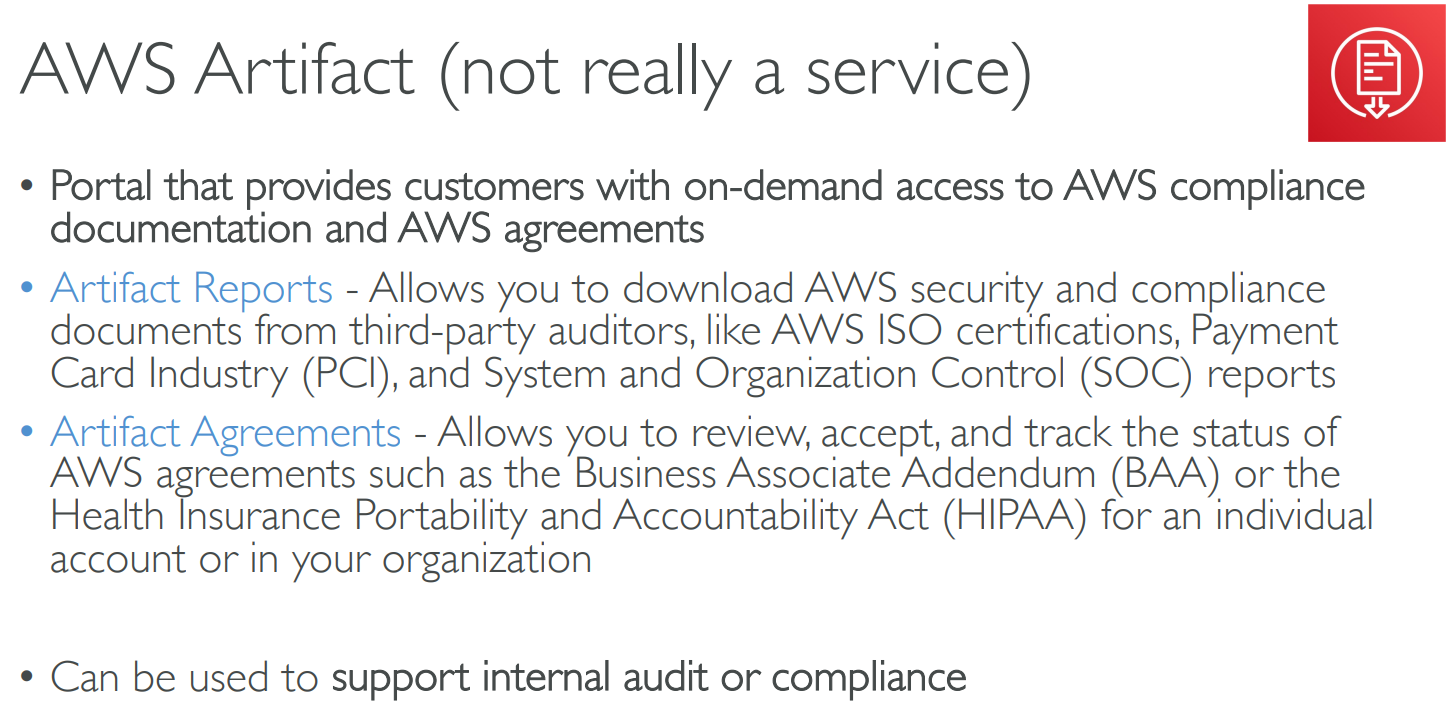 AWS Artifact (not really a service)
• Portal that provides customers with on-demand access to AWS compliance
documentation and AWS agreements
• Artifact Reports - Allows you to download AWS security and compliance
documents from third-party auditors, like AWS ISO certifications, Payment
Card Industry (PCI), and System and Organization Control (SOC) reports
• Artifact Agreements - Allows you to review, accept, and track the status of
AWS agreements such as the Business Associate Addendum (BAA) or the
Health Insurance Portability and Accountability Act (HIPAA) for an individual
account or in your organization
• Can be used to support internal audit or compliance